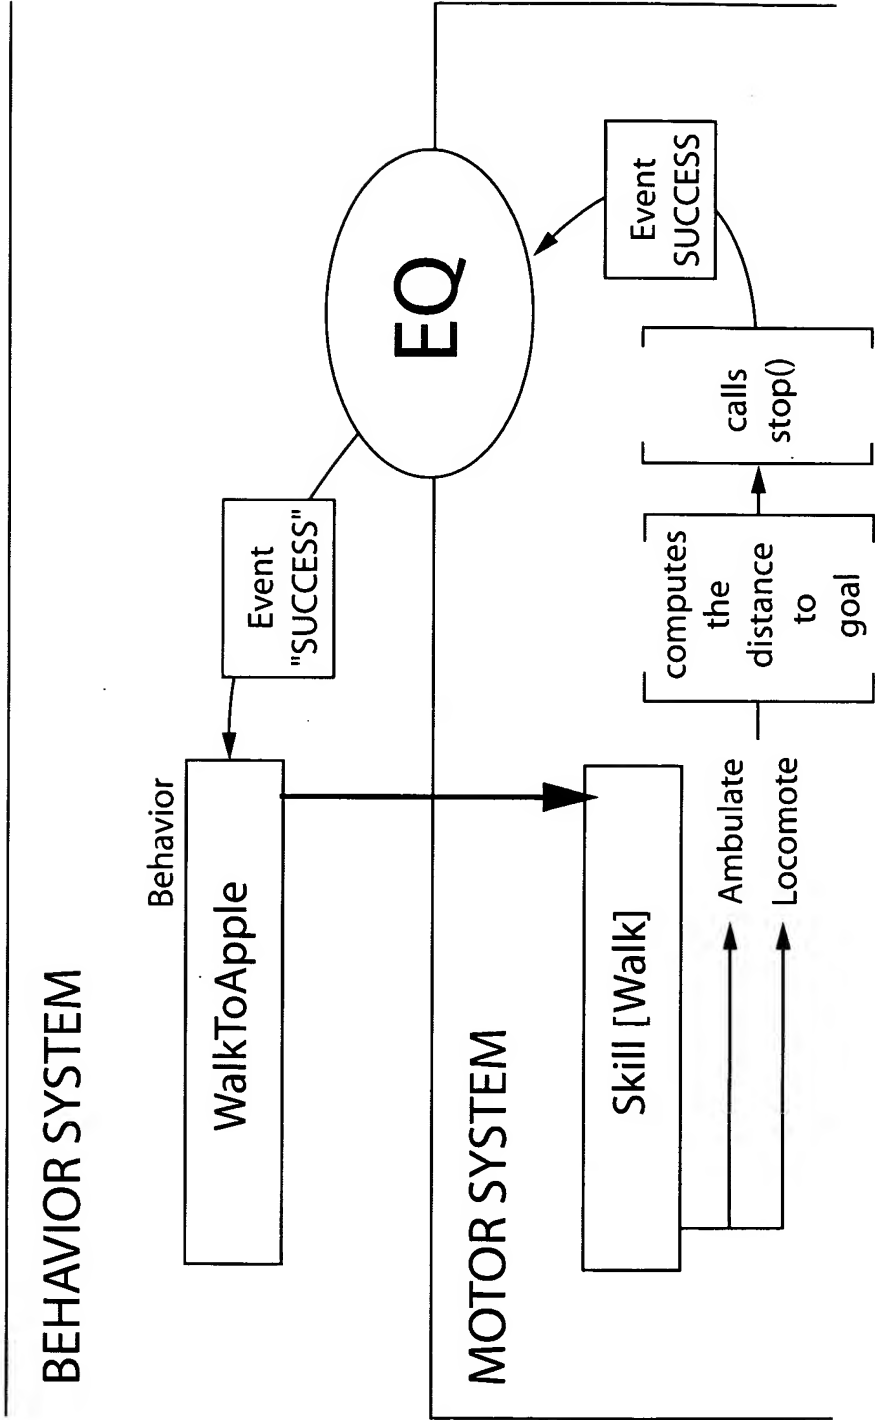 BEHAVIOR SYSTEM
Behavior
WalkToApple
Event
"SUCCESS"
EQ
MOTOR SYSTEM
Skill [Walk]
Ambulate
Locomote
computes
the
distance
to
goal
calls
stop()
Event
SUCCESS